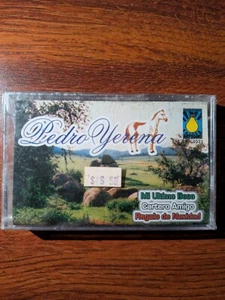 Pedro Yerena
Mi Ultimo Beso
Cartero Amigo
Regalo de Navidad